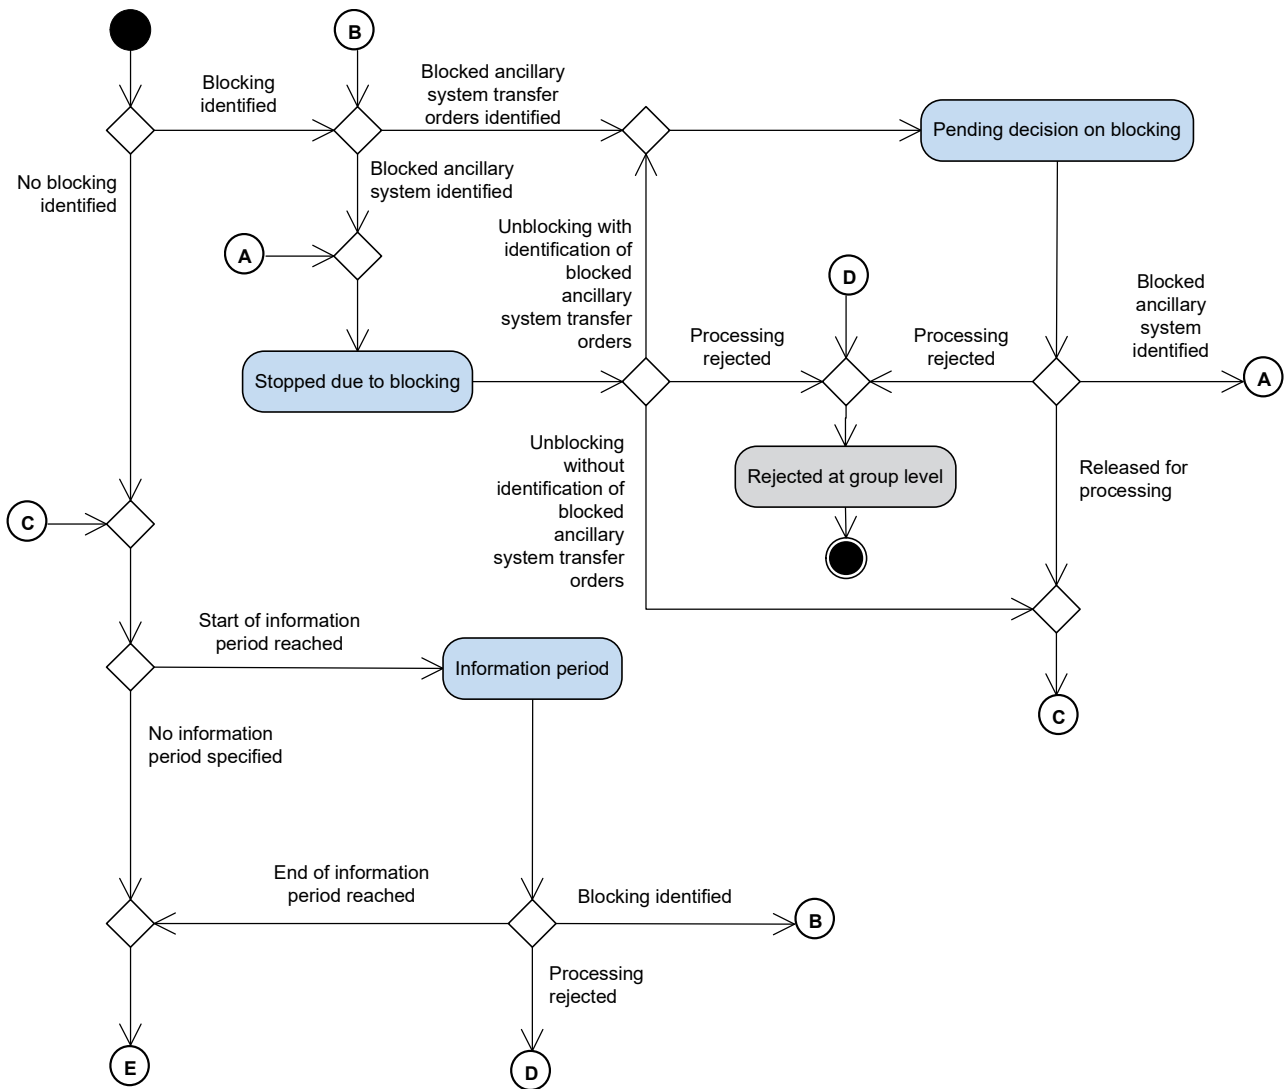 B
Blocking
identified
Blocked ancillary
system transfer
orders identified
Pending decision on blocking
No blocking
identified
Blocked ancillary
system identified
A
Unblocking with
identification of
blocked
ancillary
system transfer
orders
D
Blocked
ancillary
system
identified
Processing
rejected
Processing
rejected
Stopped due to blocking
A
Unblocking
without
identification of
blocked
ancillary
system transfer
orders
Rejected at group level
Released for
processing
C
Start of information
period reached
Information period
C
No information
period specified
End of information
period reached
Blocking identified
B
Processing
rejected
E
D